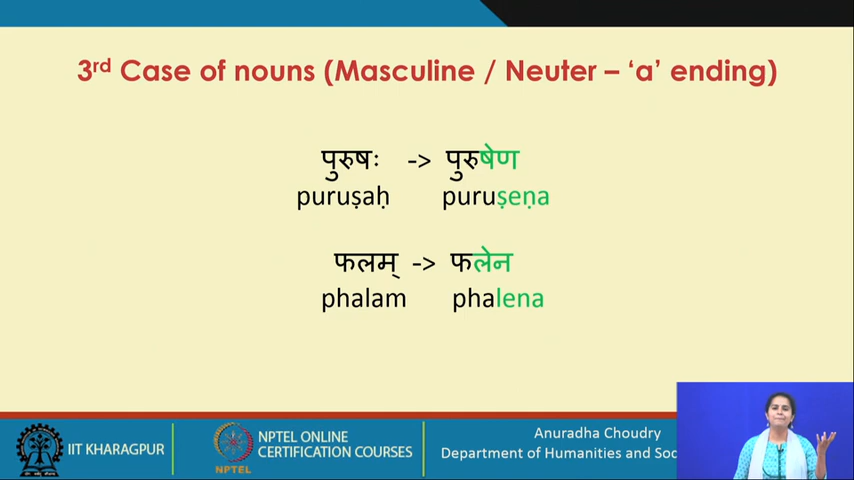 3rd Case of nouns (Masculine / Neuter – ‘a’ ending)
पुरुषः -> पुरुषेण
puruṣaḥ puruṣeṇa
फलम् -> फलेन
phalam phalena
IIT KHARAGPUR
NPTEL
NPTEL ONLINE
CERTIFICATION COURSES
Anuradha Choudry
Department of Humanities and